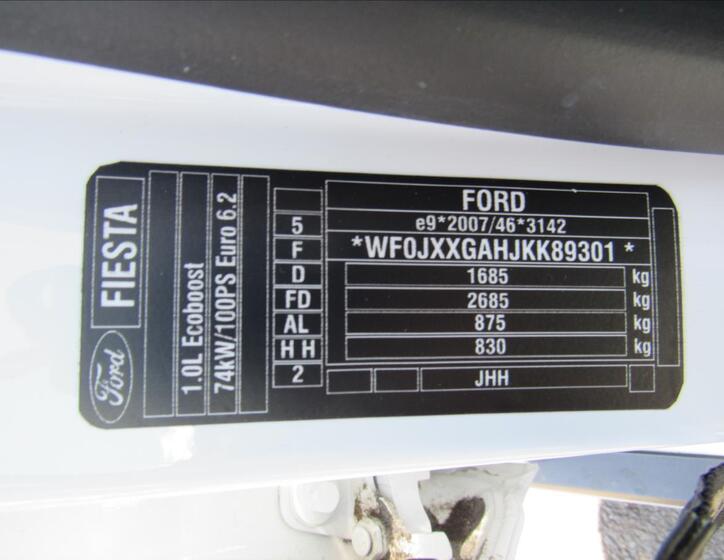 FORD
e9*2007/46*3142
*WF0JXXGAHJKK89301 *
1685 kg
2685 kg
875 kg
830 kg
JHH
5
F
D
FD
AL
H H
2
FIESTA
Ford
1.0L Ecoboost
74kW/100PS Euro 6.2